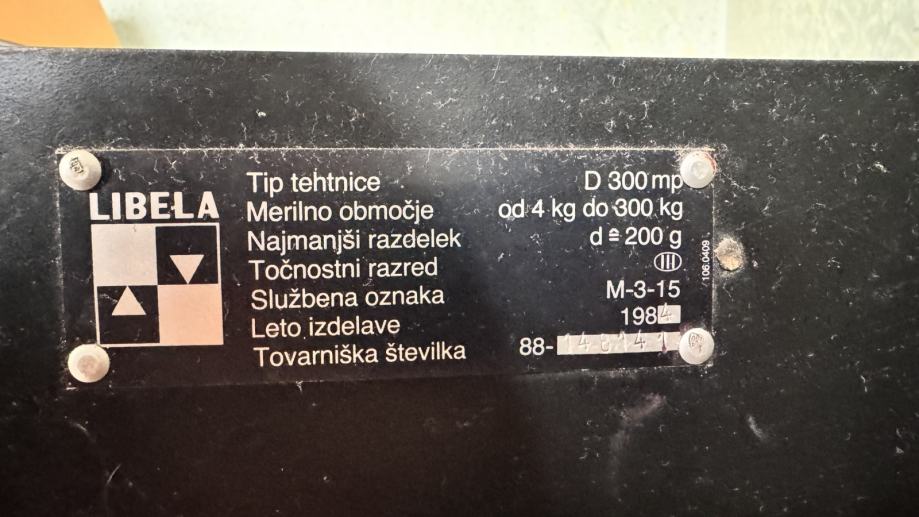 LIBELA
Tip tehtnice D 300 mp
Merilno območje od 4 kg do 300 kg
Najmanjši razdelek d ≘ 200 g
Točnostni razred III
Službena oznaka M-3-15
Leto izdelave 1984
Tovarniška številka 88-
106.0409